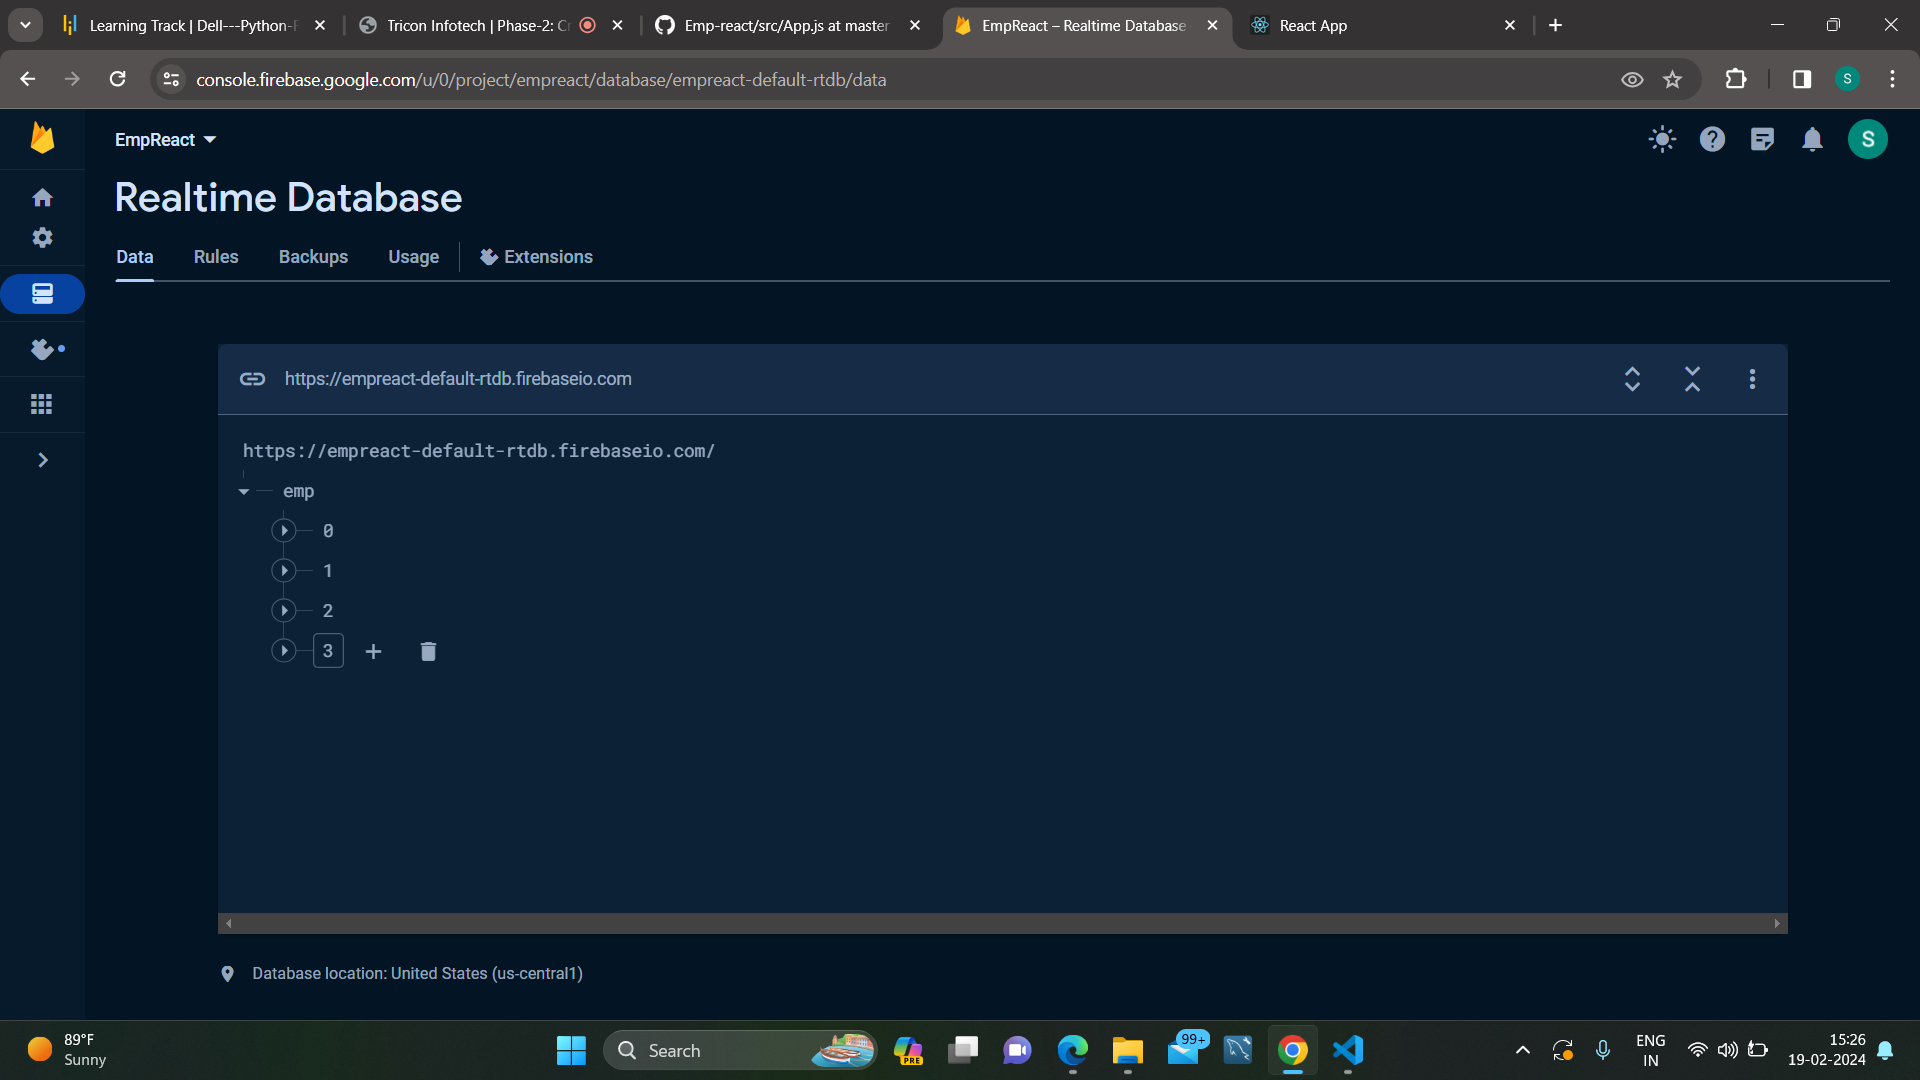 Learning Track | Dell---Python-F
Tricon Infotech | Phase-2: Cr
Emp-react/src/App.js at master
EmpReact – Realtime Database
React App
console.firebase.google.com/u/0/project/empreact/database/empreact-default-rtdb/data
S
EmpReact
S
Realtime Database
Data
Rules
Backups
Usage
Extensions
https://empreact-default-rtdb.firebaseio.com
https://empreact-default-rtdb.firebaseio.com/
emp
0
1
2
3
Database location: United States (us-central1)
89°F
Sunny
Search
PRE
99+
ENG
IN
15:26
19-02-2024